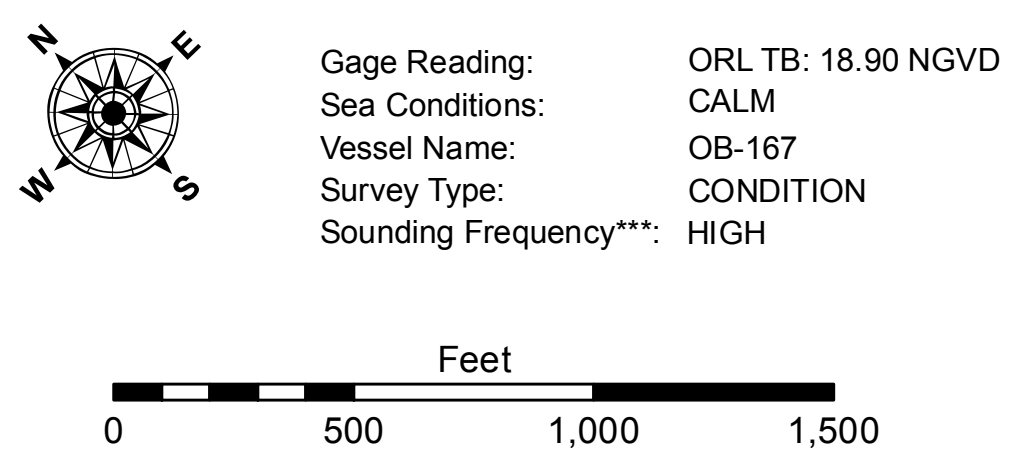 N E
W S
Gage Reading: ORL TB: 18.90 NGVD
Sea Conditions: CALM
Vessel Name: OB-167
Survey Type: CONDITION
Sounding Frequency***: HIGH
Feet
0 500 1,000 1,500